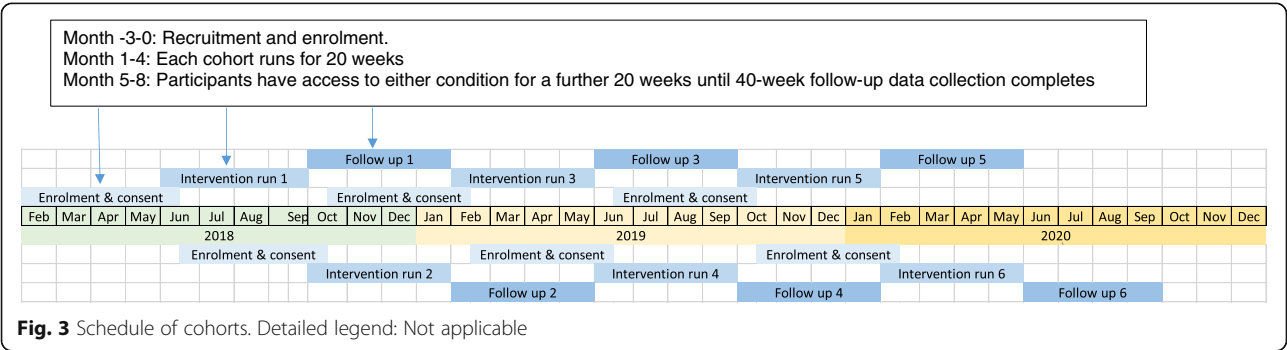 Month -3-0: Recruitment and enrolment.
Month 1-4: Each cohort runs for 20 weeks
Month 5-8: Participants have access to either condition for a further 20 weeks until 40-week follow-up data collection completes
Follow up 1 Follow up 3 Follow up 5
Intervention run 1 Intervention run 3 Intervention run 5
Enrolment & consent Enrolment & consent Enrolment & consent
Feb Mar Apr May Jun Jul Aug Sep Oct Nov Dec Jan Feb Mar Apr May Jun Jul Aug Sep Oct Nov Dec Jan Feb Mar Apr May Jun Jul Aug Sep Oct Nov Dec
2018 2019 2020
Enrolment & consent Enrolment & consent Enrolment & consent
Intervention run 2 Intervention run 4 Intervention run 6
Follow up 2 Follow up 4 Follow up 6
Fig. 3 Schedule of cohorts. Detailed legend: Not applicable